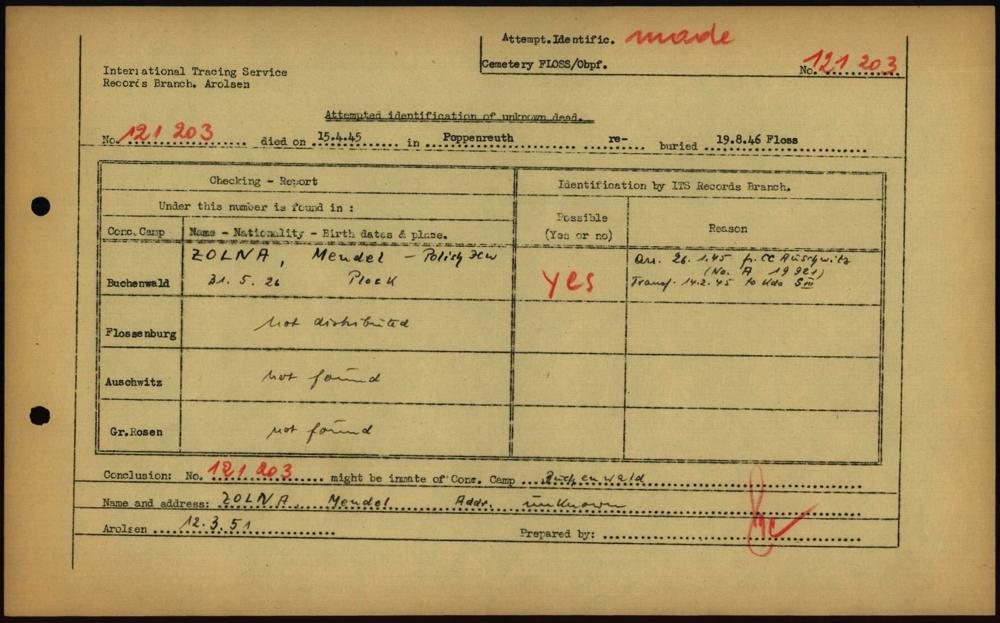 Attempt. Identific. made
Cemetery FLOSS/Obpf.
No. 121 203
International Tracing Service
Records Branch. Arolsen
Attempted identification of unknown dead.
No. 121 203 died on 15.4.45 in Poppenreuth re- buried 19.8.46 Floss
Checking - Report
Identification by ITS Records Branch.
Under this number is found in :
Possible
(Yes or no)
Reason
Conc. Camp
Name - Nationality - Birth dates & place.
Buchenwald
ZOLNA, Mendel - Polish Jew
31. 5. 26 Plock
yes
Arr. 26. 1.45 fr. CC Auschwitz
(No. A 19921)
Transf. 14.2.45 to Kdo SIII
Flossenburg
not distributed
Auschwitz
not found
Gr.Rosen
not found
Conclusion: No. 121 203 might be inmate of Conc. Camp Buchenwald
Name and address: ZOLNA, Mendel Addr. unknown
Arolsen 12.3.51
Prepared by: